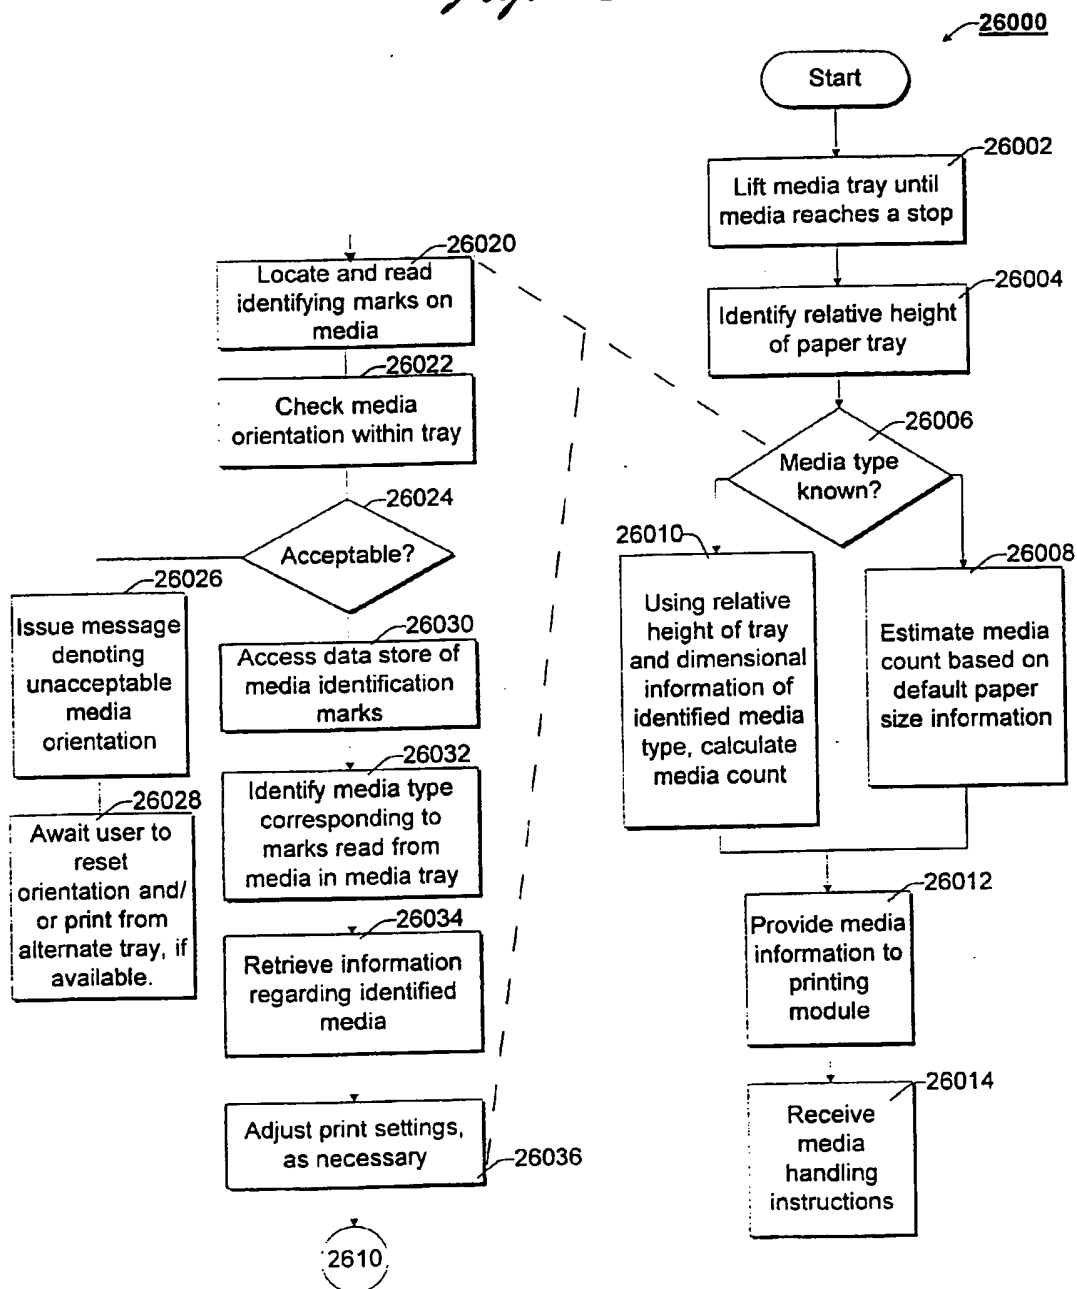 26000
Start
26002
Lift media tray until
media reaches a stop
26004
Identify relative height
of paper tray
26006
Media type
known?
26010
Using relative
height of tray
and dimensional
information of
identified media
type, calculate
media count
26008
Estimate media
count based on
default paper
size information
26012
Provide media
information to
printing
module
26014
Receive
media
handling
instructions
26020
Locate and read
identifying marks on
media
26022
Check media
orientation within tray
26024
Acceptable?
26026
Issue message
denoting
unacceptable
media
orientation
26028
Await user to
reset
orientation and/
or print from
alternate tray, if
available.
26030
Access data store of
media identification
marks
26032
Identify media type
corresponding to
marks read from
media in media tray
26034
Retrieve information
regarding identified
media
Adjust print settings,
as necessary
26036
2610